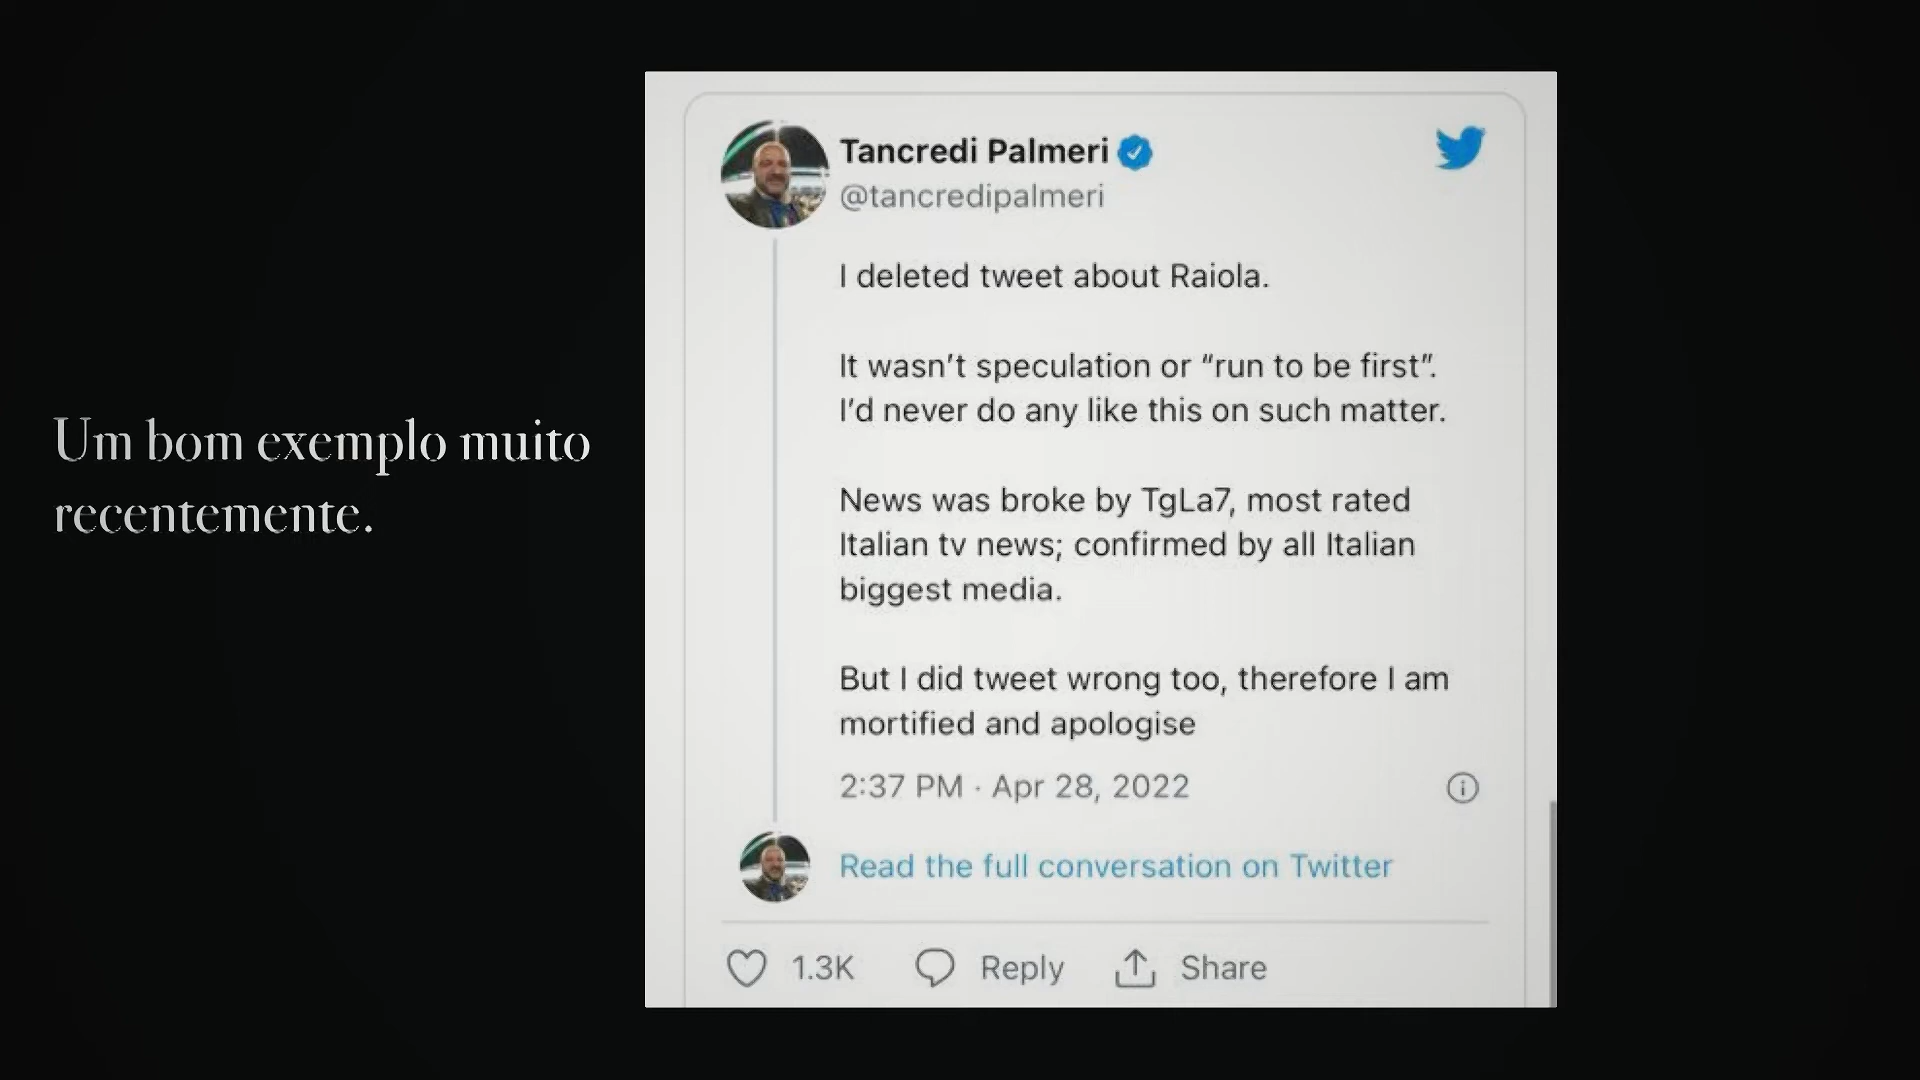 Um bom exemplo muito
recentemente.
Tancredi Palmeri
@tancredipalmeri
I deleted tweet about Raiola.
It wasn’t speculation or “run to be first”.
I’d never do any like this on such matter.
News was broke by TgLa7, most rated
Italian tv news; confirmed by all Italian
biggest media.
But I did tweet wrong too, therefore I am
mortified and apologise
2:37 PM · Apr 28, 2022
Read the full conversation on Twitter
1.3K Reply Share